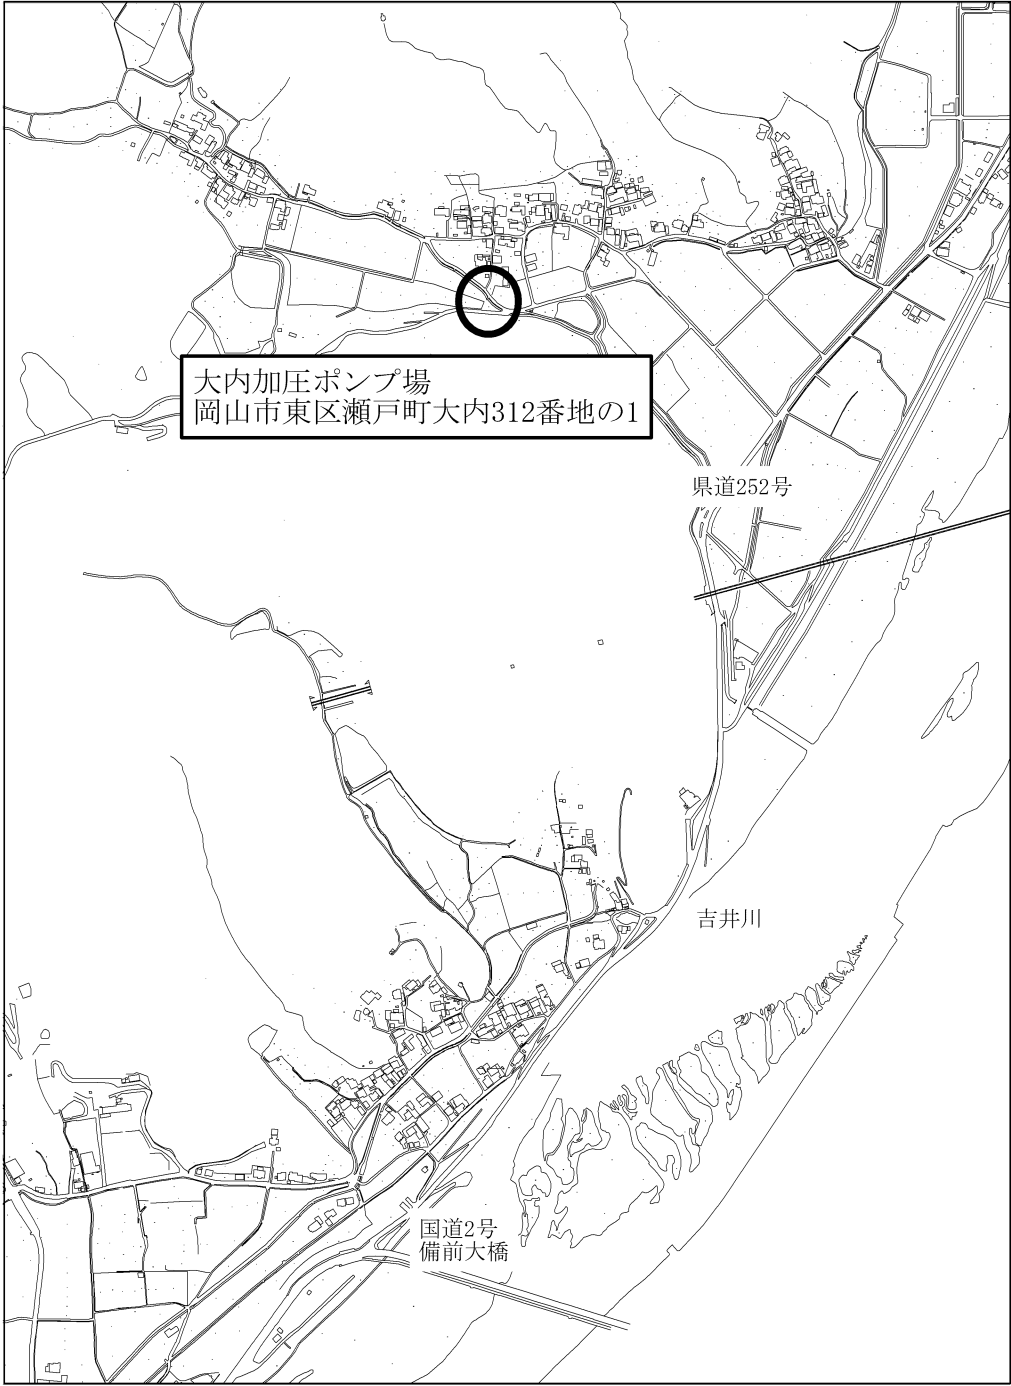 大内加圧ポンプ場
岡山市東区瀬戸町大内312番地の1
県道252号
吉井川
国道2号
備前大橋